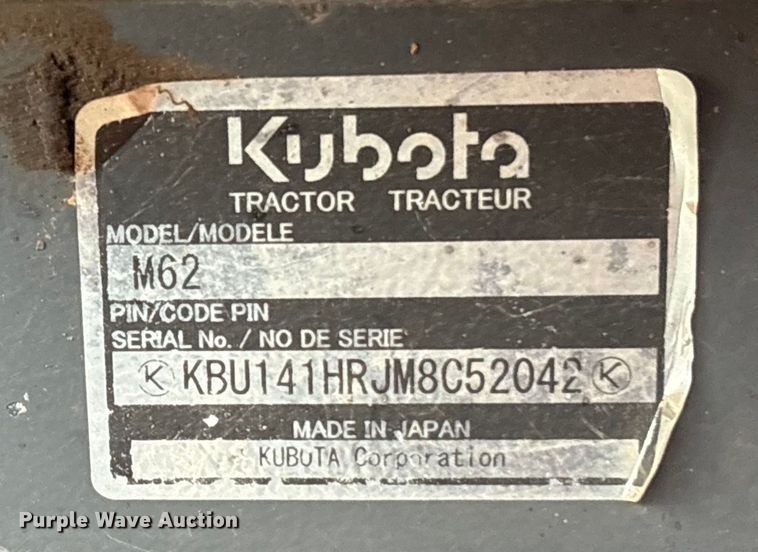 Kubota
TRACTOR TRACTEUR
MODEL/MODELE
M62
PIN/CODE PIN
SERIAL No. / NO DE SERIE
K KBU141HRJM8C52042 K
MADE IN JAPAN
KUBOTA Corporation
Purple Wave Auction